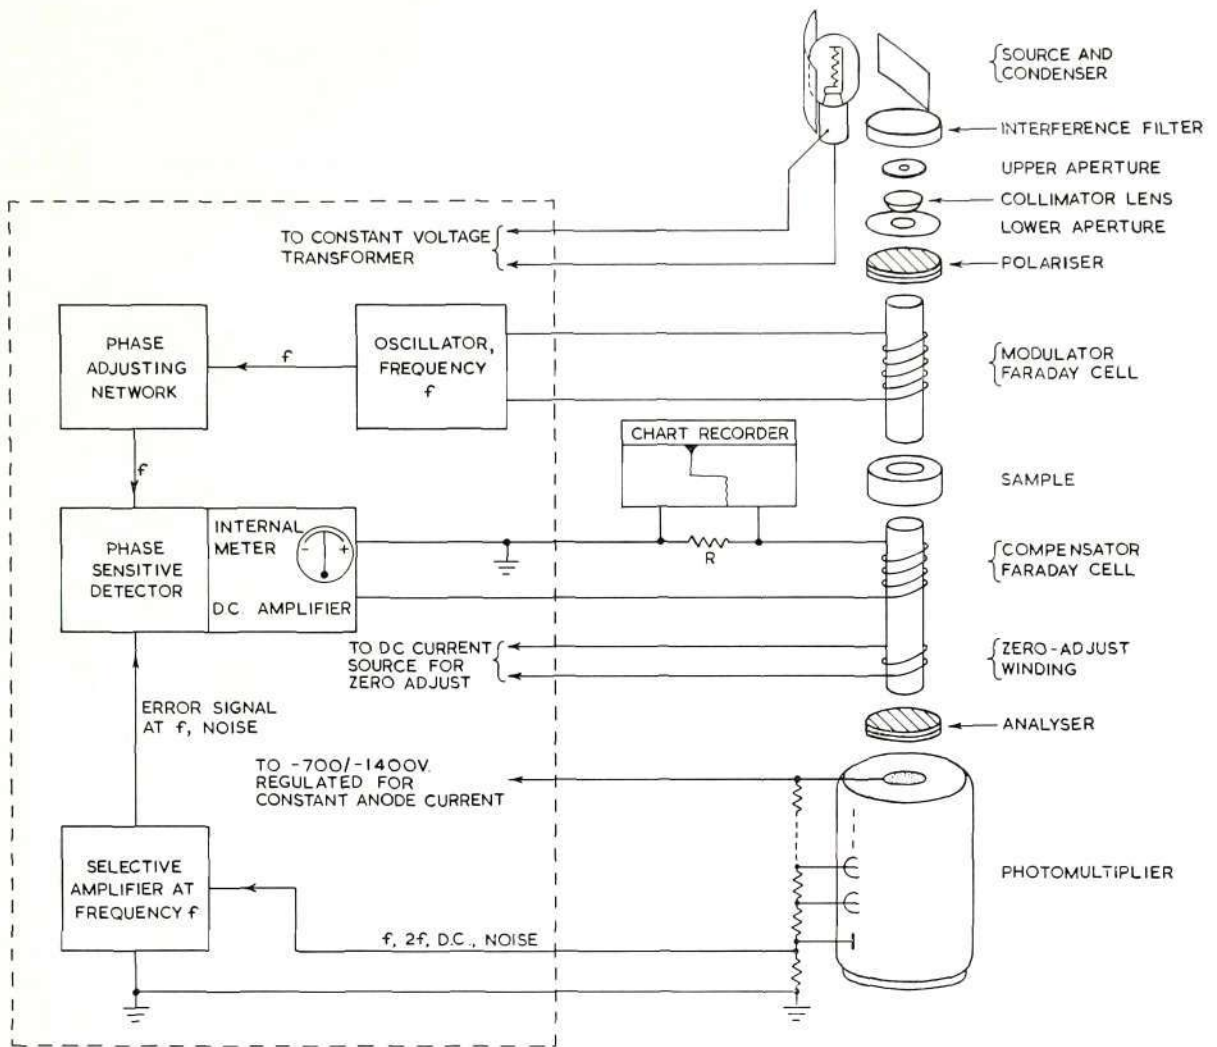 SOURCE AND
CONDENSER
INTERFERENCE FILTER
UPPER APERTURE
COLLIMATOR LENS
LOWER APERTURE
POLARISER
MODULATOR
FARADAY CELL
SAMPLE
COMPENSATOR
FARADAY CELL
ZERO-ADJUST
WINDING
ANALYSER
PHOTOMULTIPLIER
TO CONSTANT VOLTAGE
TRANSFORMER
PHASE
ADJUSTING
NETWORK
f
OSCILLATOR,
FREQUENCY
f
f
CHART RECORDER
R
PHASE
SENSITIVE
DETECTOR
INTERNAL
METER
- +
D.C. AMPLIFIER
TO DC CURRENT
SOURCE FOR
ZERO ADJUST
ERROR SIGNAL
AT f, NOISE
TO -700/-1400V.
REGULATED FOR
CONSTANT ANODE CURRENT
SELECTIVE
AMPLIFIER AT
FREQUENCY f
f, 2f, D.C., NOISE